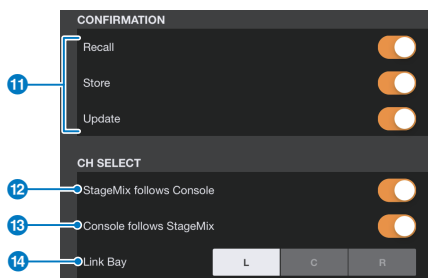 CONFIRMATION
11 Recall
Store
Update
CH SELECT
12 StageMix follows Console
13 Console follows StageMix
14 Link Bay L C R